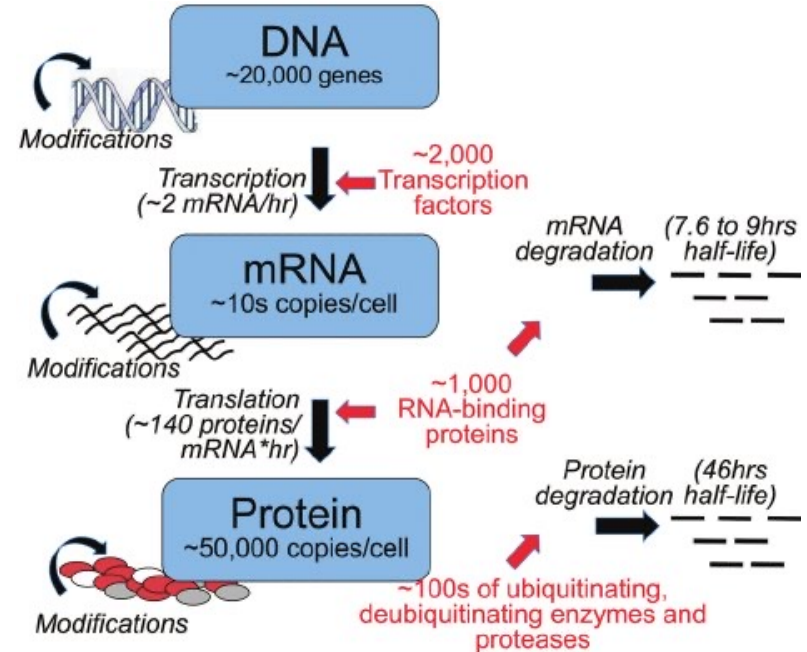 DNA
~20,000 genes
Modifications
Transcription
(~2 mRNA/hr)
~2,000
Transcription
factors
mRNA
~10s copies/cell
Modifications
mRNA
degradation
(7.6 to 9hrs
half-life)
Translation
(~140 proteins/
mRNA*hr)
~1,000
RNA-binding
proteins
Protein
~50,000 copies/cell
Modifications
Protein
degradation
(46hrs
half-life)
~100s of ubiquitinating,
deubiquitinating enzymes and
proteases